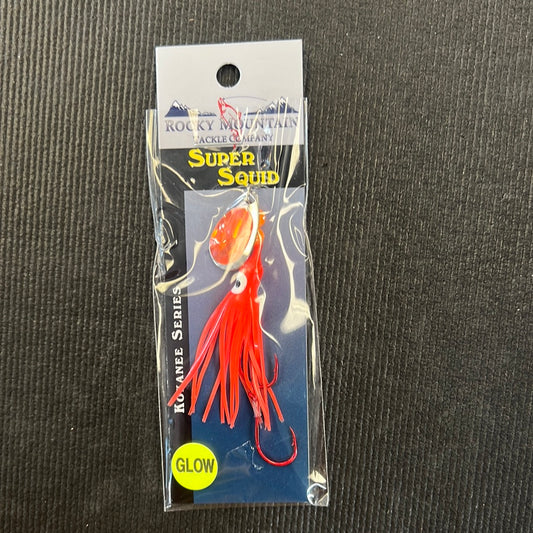 ROCKY MOUNTAIN
TACKLE COMPANY
SUPER
SQUID
KOKANEE SERIES
GLOW